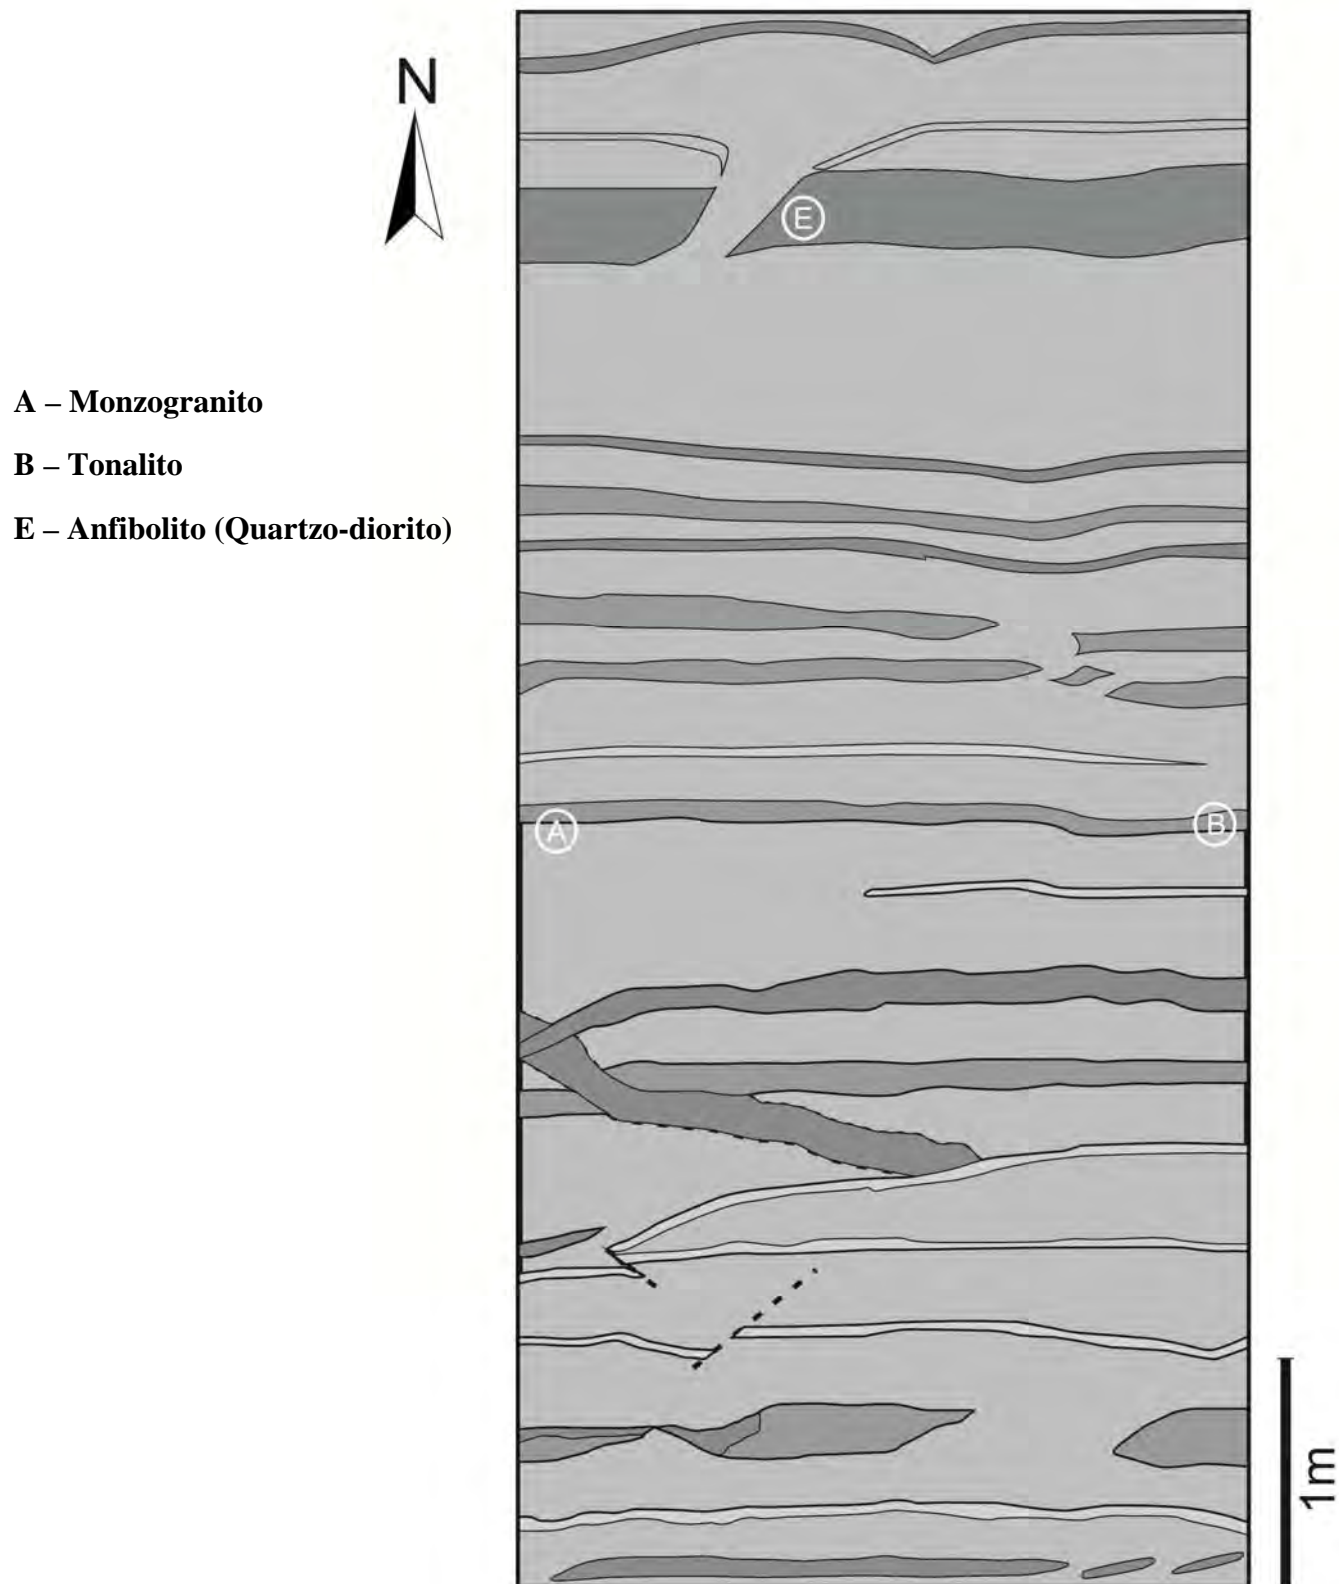 N
E
A – Monzogranito
B – Tonalito
E – Anfibolito (Quartzo-diorito)
A
B
1m